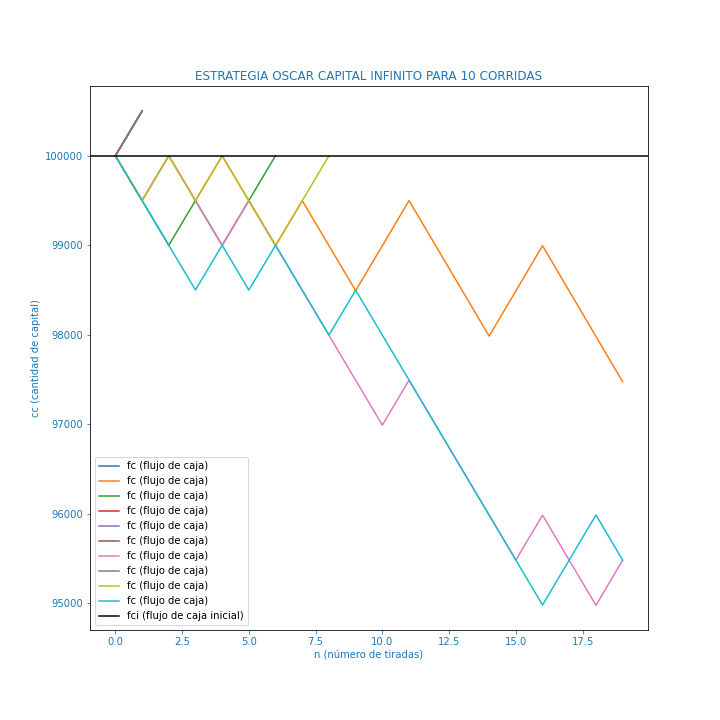 ESTRATEGIA OSCAR CAPITAL INFINITO PARA 10 CORRIDAS
cc (cantidad de capital)
100000
99000
98000
97000
96000
95000
fc (flujo de caja)
fc (flujo de caja)
fc (flujo de caja)
fc (flujo de caja)
fc (flujo de caja)
fc (flujo de caja)
fc (flujo de caja)
fc (flujo de caja)
fc (flujo de caja)
fc (flujo de caja)
fci (flujo de caja inicial)
0.0 2.5 5.0 7.5 10.0 12.5 15.0 17.5
n (número de tiradas)